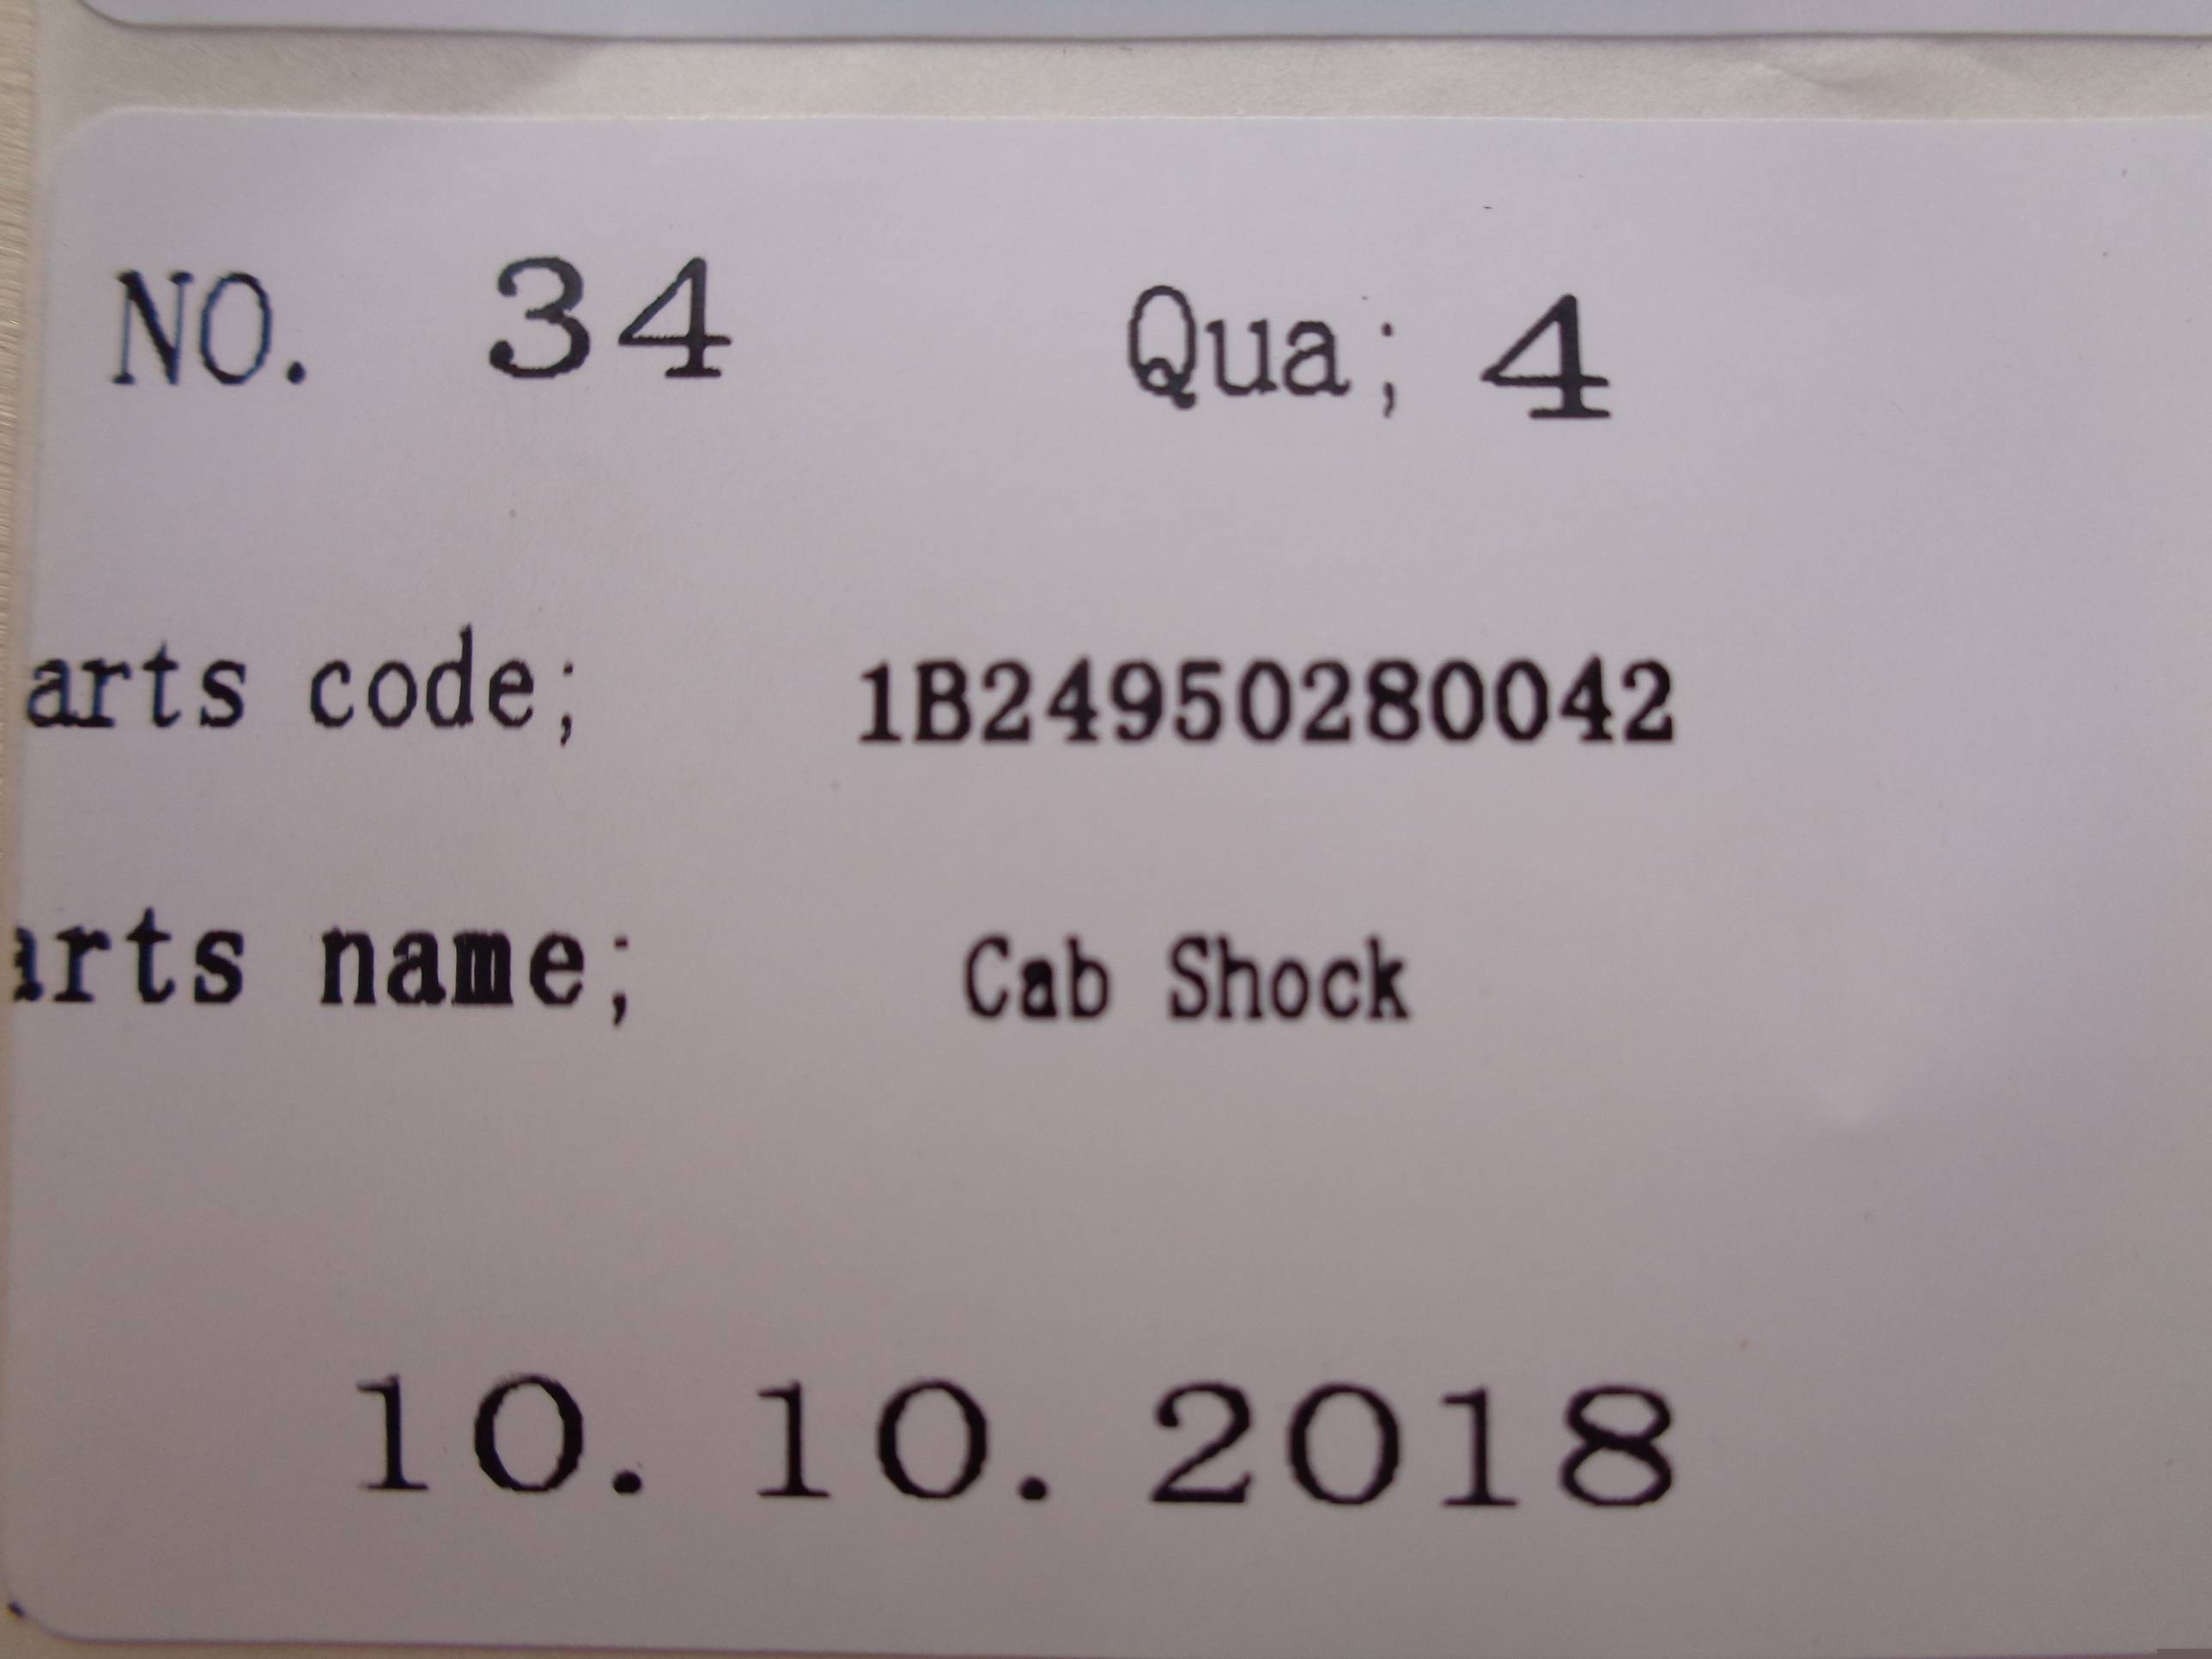 NO. 34 Qua; 4
arts code; 1B24950280042
arts name; Cab Shock
10. 10. 2018